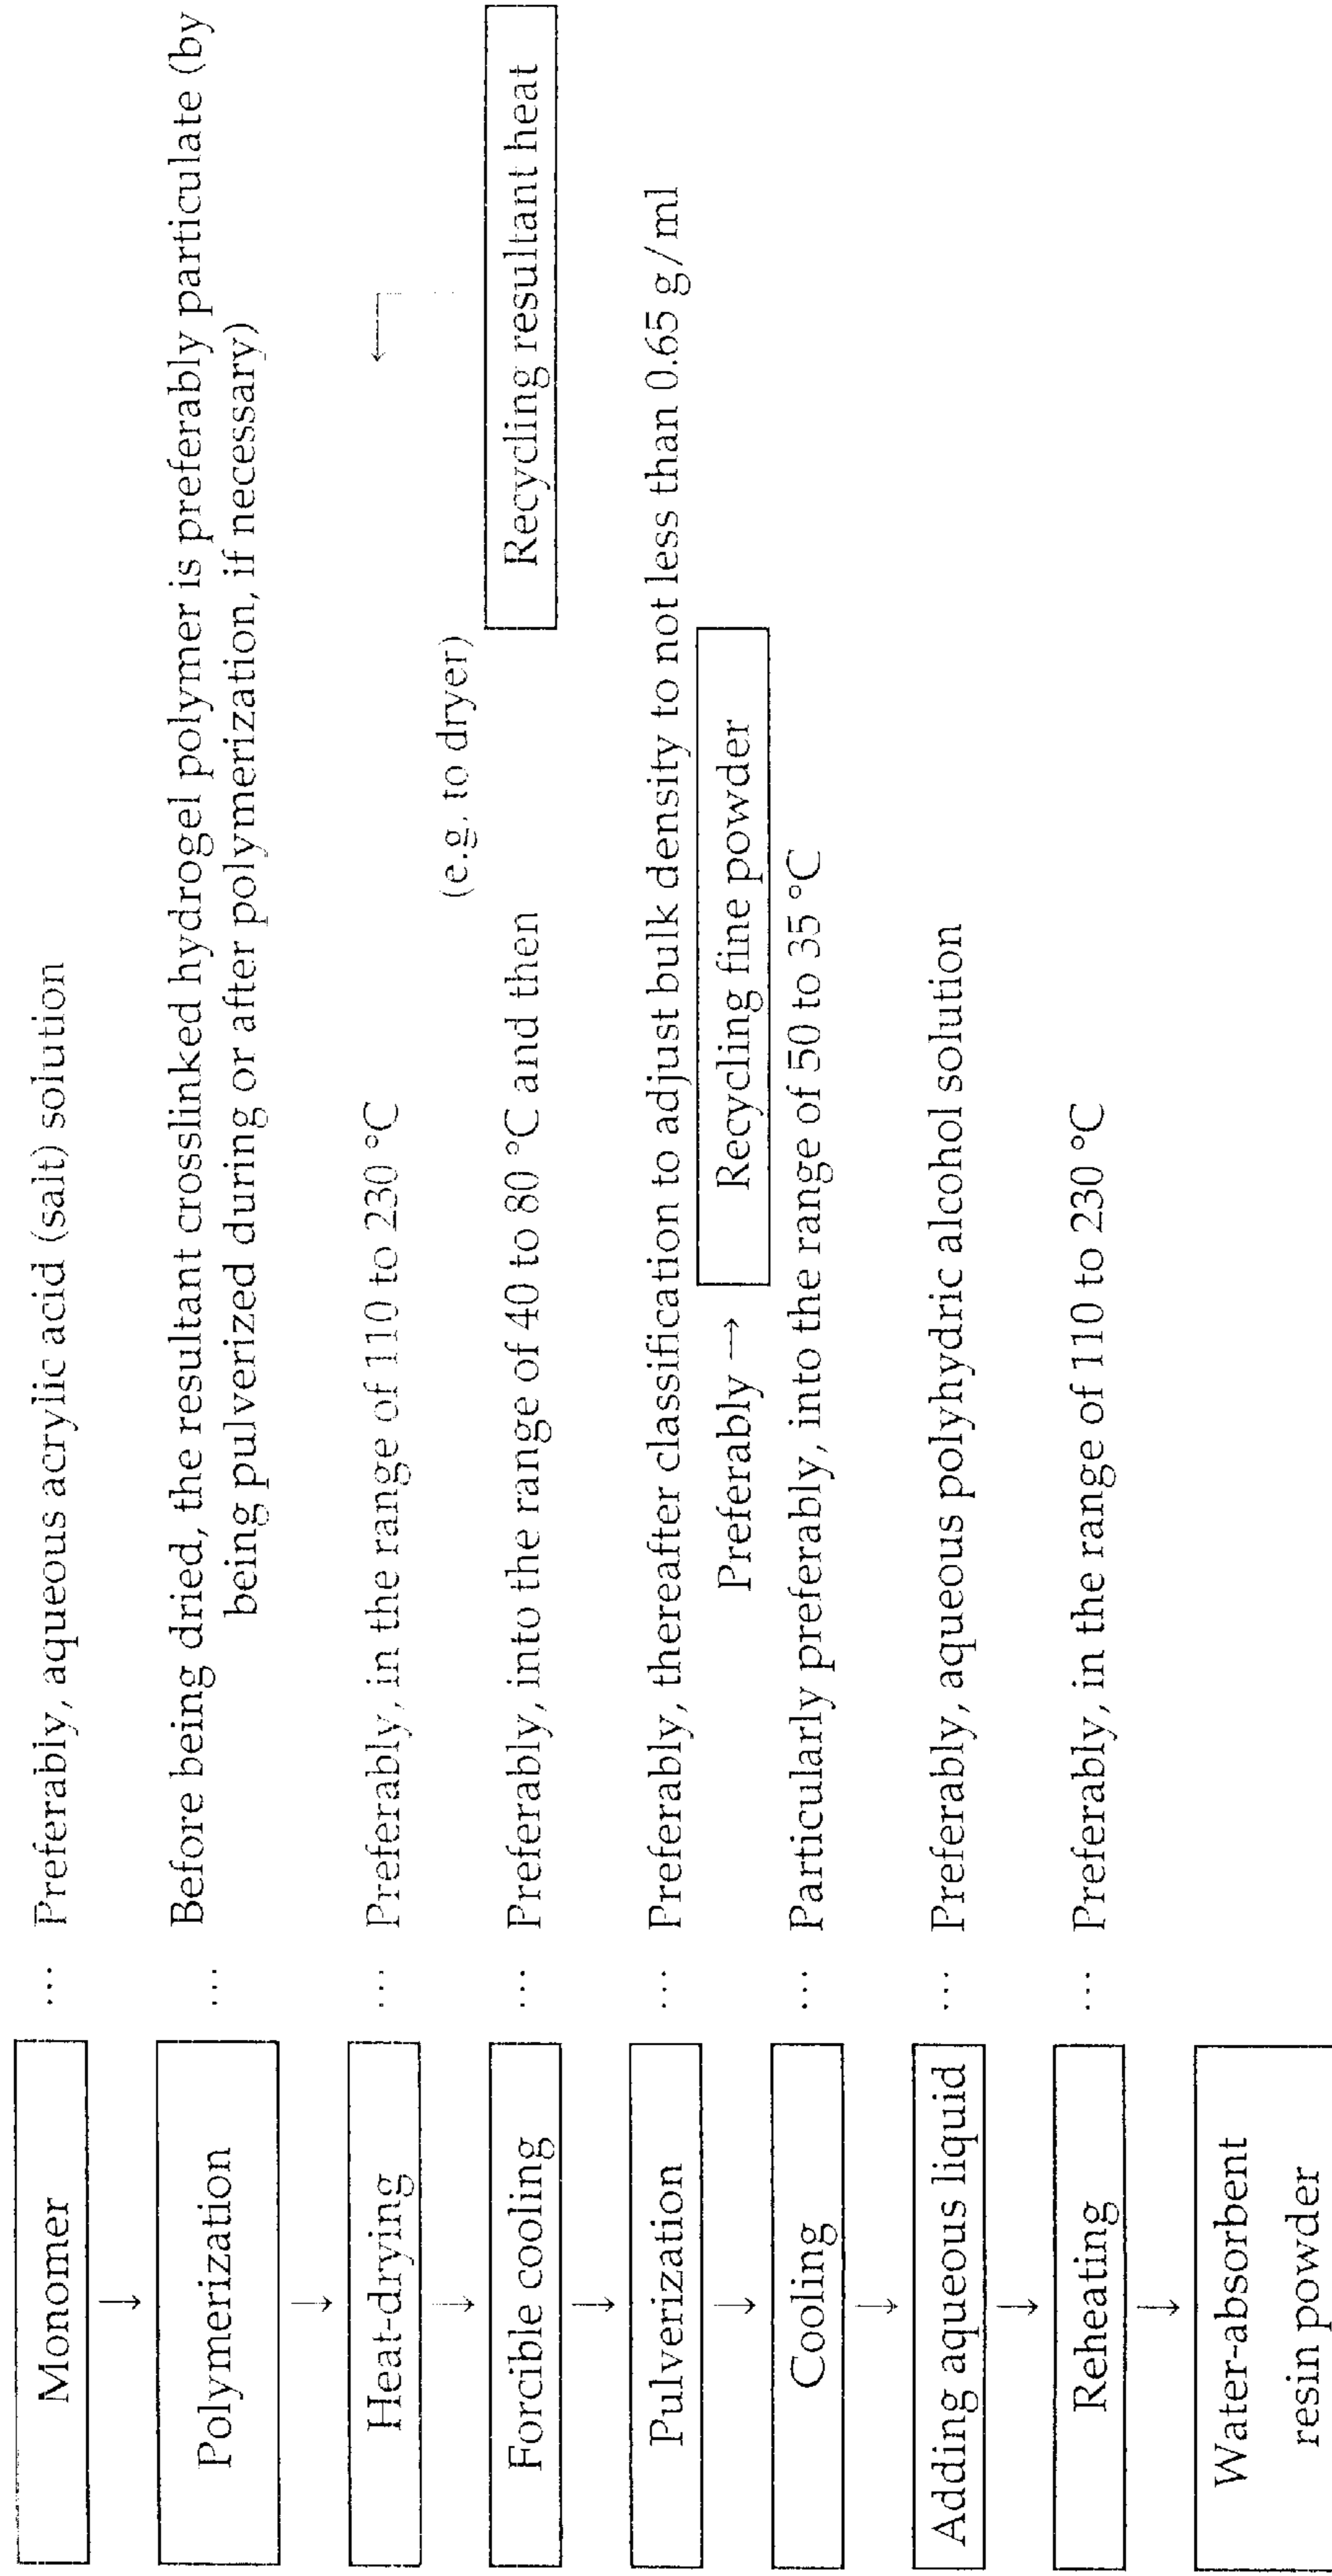 Monomer ··· Preferably, aqueous acrylic acid (salt) solution
↓
Polymerization ··· Before being dried, the resultant crosslinked hydrogel polymer is preferably particulate (by
being pulverized during or after polymerization, if necessary)
↓
Heat-drying ··· Preferably, in the range of 110 to 230 °C
↓
(e.g. to dryer)
Forcible cooling ··· Preferably, into the range of 40 to 80 °C and then
Recycling resultant heat
↓
Pulverization ··· Preferably, thereafter classification to adjust bulk density to not less than 0.65 g/ml
↓
Preferably → Recycling fine powder
Cooling ··· Particularly preferably, into the range of 50 to 35 °C
↓
Adding aqueous liquid ··· Preferably, aqueous polyhydric alcohol solution
↓
Reheating ··· Preferably, in the range of 110 to 230 °C
↓
Water-absorbent
resin powder